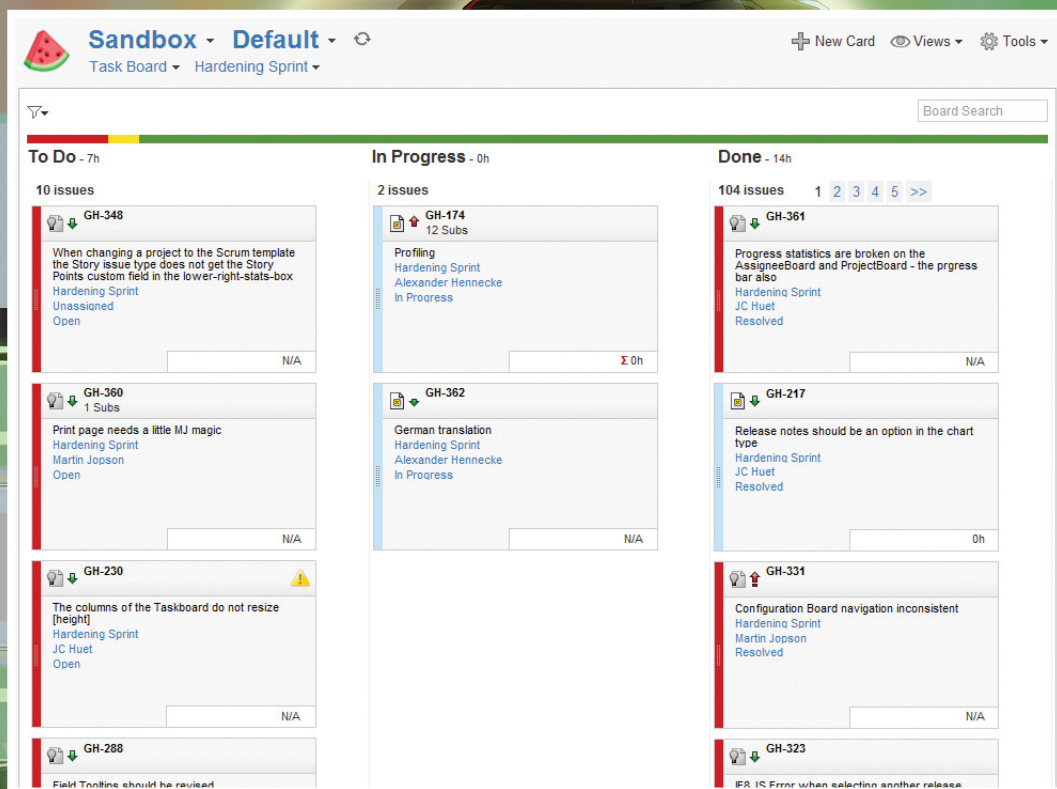 Sandbox Default
New Card Views Tools
Task Board Hardening Sprint
Board Search
To Do - 7h
10 issues
GH-348
When changing a project to the Scrum template
the Story issue type does not get the Story
Points custom field in the lower-right-stats-box
Hardening Sprint
Unassigned
Open
N/A
GH-360
1 Subs
Print page needs a little MJ magic
Hardening Sprint
Martin Jopson
Open
N/A
GH-230
The columns of the Taskboard do not resize
[height]
Hardening Sprint
JC Huet
Open
N/A
GH-288
Field Tooltips should be revised
In Progress - 0h
2 issues
GH-174
12 Subs
Profiling
Hardening Sprint
Alexander Hennecke
In Progress
Σ 0h
GH-362
German translation
Hardening Sprint
Alexander Hennecke
In Progress
N/A
Done - 14h
104 issues 1 2 3 4 5 >>
GH-361
Progress statistics are broken on the
AssigneeBoard and ProjectBoard - the prgress
bar also
Hardening Sprint
JC Huet
Resolved
N/A
GH-217
Release notes should be an option in the chart
type
Hardening Sprint
JC Huet
Resolved
0h
GH-331
Configuration Board navigation inconsistent
Hardening Sprint
Martin Jopson
Resolved
N/A
GH-323
IE8 JS Error when selecting another release